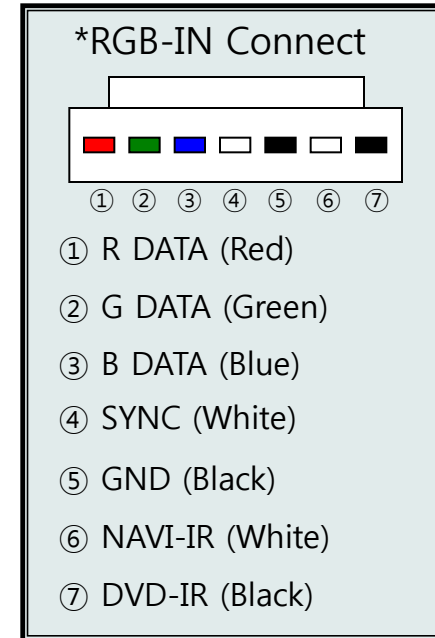 *RGB-IN Connect
① ② ③ ④ ⑤ ⑥ ⑦
① R DATA (Red)
② G DATA (Green)
③ B DATA (Blue)
④ SYNC (White)
⑤ GND (Black)
⑥ NAVI-IR (White)
⑦ DVD-IR (Black)